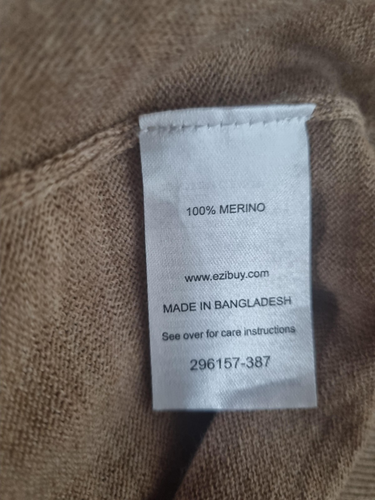 100% MERINO
www.ezibuy.com
MADE IN BANGLADESH
See over for care instructions
296157-387